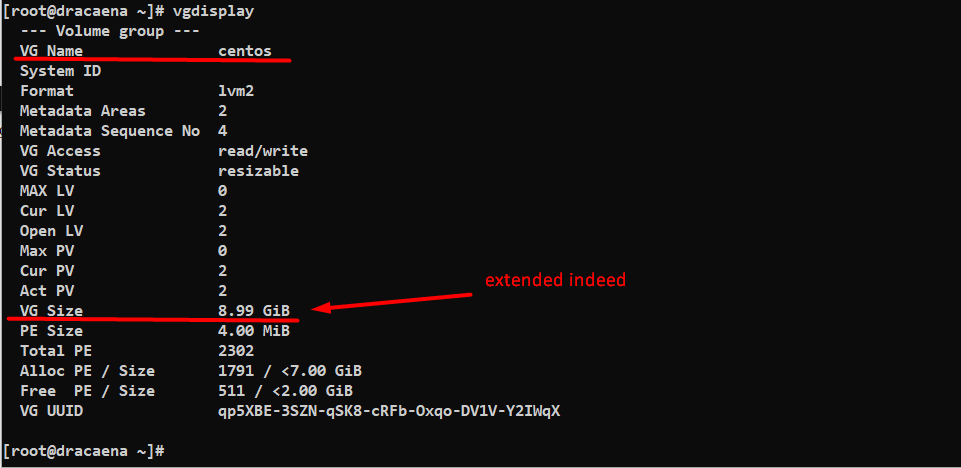 [root@dracaena ~]# vgdisplay
--- Volume group ---
VG Name centos
System ID
Format lvm2
Metadata Areas 2
Metadata Sequence No 4
VG Access read/write
VG Status resizable
MAX LV 0
Cur LV 2
Open LV 2
Max PV 0
Cur PV 2
Act PV 2
extended indeed
VG Size 8.99 GiB
PE Size 4.00 MiB
Total PE 2302
Alloc PE / Size 1791 / <7.00 GiB
Free  PE / Size 511 / <2.00 GiB
VG UUID qp5XBE-3SZN-qSK8-cRFb-Oxqo-DV1V-Y2IWqX
[root@dracaena ~]#